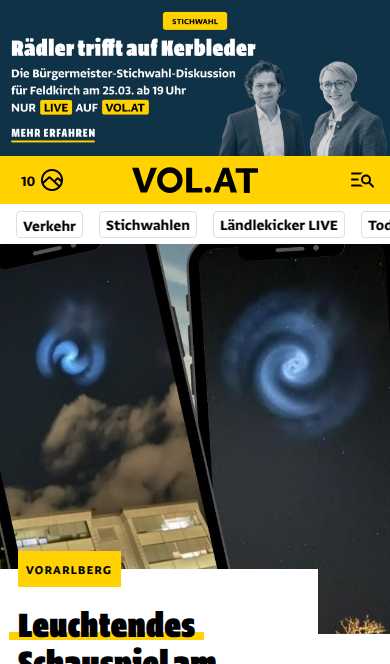 STICHWAHL
Rädler trifft auf Kerbleder
Die Bürgermeister-Stichwahl-Diskussion
für Feldkirch am 25.03. ab 19 Uhr
NUR LIVE AUF VOL.AT
MEHR ERFAHREN
10 VOL.AT
Verkehr Stichwahlen Ländlekicker LIVE Tod
VORARLBERG
Leuchtendes
Schauspiel am